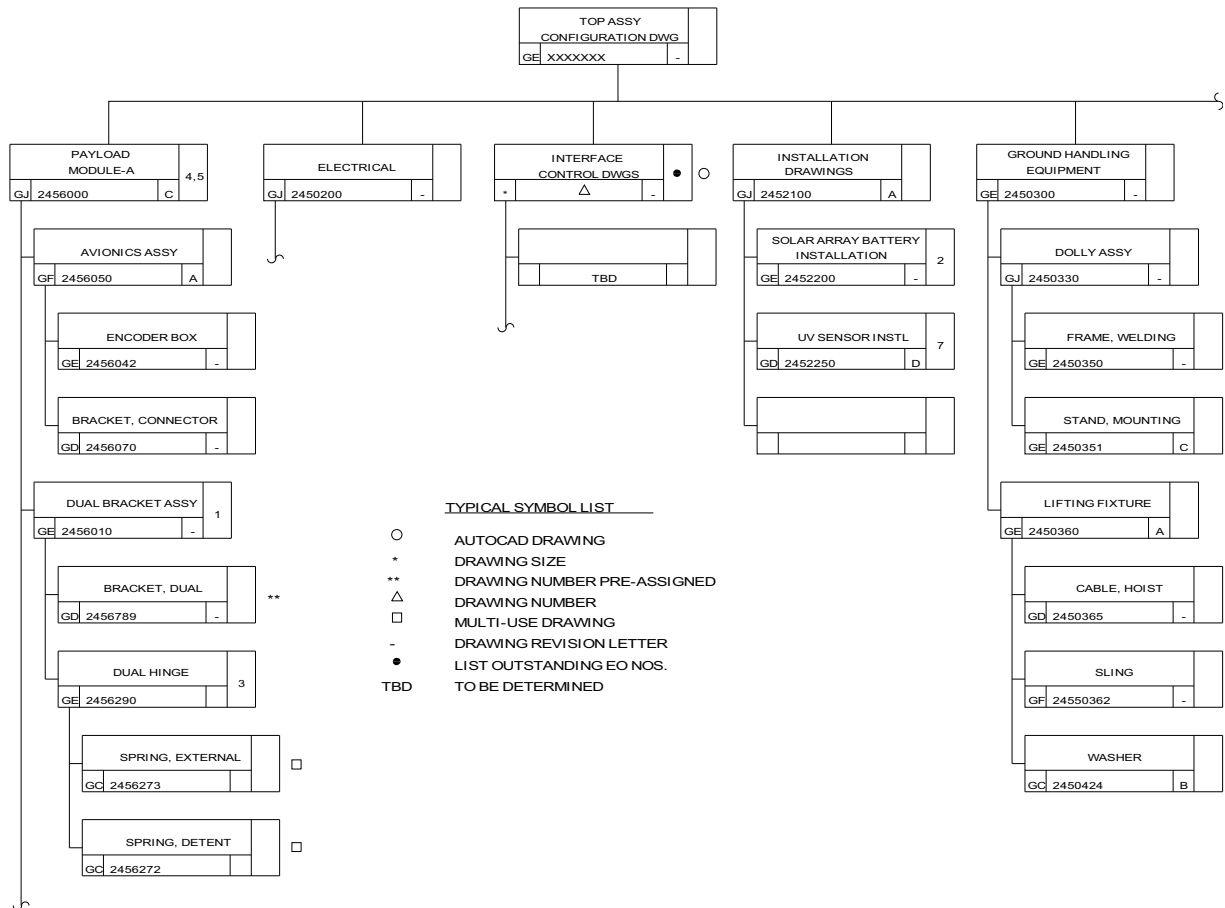 TOP ASSY
CONFIGURATION DWG
GE XXXXXXX -
PAYLOAD
MODULE-A
4,5
GJ 2456000 C
ELECTRICAL
GJ 2450200 -
INTERFACE
CONTROL DWGS
● ○
* △ -
INSTALLATION
DRAWINGS
GJ 2452100 A
GROUND HANDLING
EQUIPMENT
GE 2450300 -
AVIONICS ASSY
GF 2456050 A
ENCODER BOX
GE 2456042 -
BRACKET, CONNECTOR
GD 2456070 -
DUAL BRACKET ASSY
1
GE 2456010 -
BRACKET, DUAL
**
GD 2456789 -
DUAL HINGE
3
GE 2456290
SPRING, EXTERNAL
□
GC 2456273
SPRING, DETENT
□
GC 2456272
TBD
SOLAR ARRAY BATTERY
INSTALLATION
2
GE 2452200 -
UV SENSOR INSTL
7
GD 2452250 D
DOLLY ASSY
GJ 2450330 -
FRAME, WELDING
GE 2450350 -
STAND, MOUNTING
GE 2450351 C
LIFTING FIXTURE
GE 2450360 A
CABLE, HOIST
GD 2450365 -
SLING
GF 24550362 -
WASHER
GC 2450424 B
TYPICAL SYMBOL LIST
○ AUTOCAD DRAWING
* DRAWING SIZE
** DRAWING NUMBER PRE-ASSIGNED
△ DRAWING NUMBER
□ MULTI-USE DRAWING
- DRAWING REVISION LETTER
● LIST OUTSTANDING EO NOS.
TBD TO BE DETERMINED